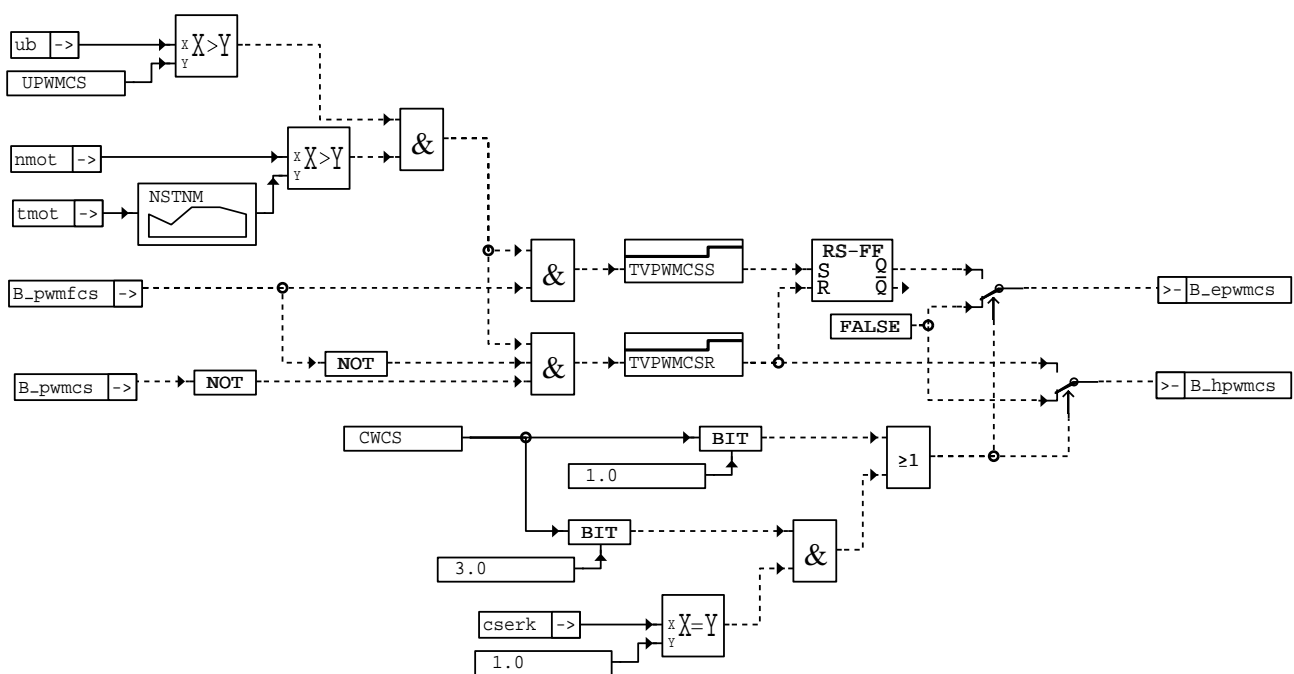 ub ->
X X>Y
Y
UPWMCS
nmot ->
X X>Y
Y
&
NSTNM
tmot ->
&
TVPWMCSS
RS-FF
S Q
R Q
B_pwmfcs ->
>- B_epwmcs
FALSE
NOT
&
TVPWMCSR
B_pwmcs ->
NOT
>- B_hpwmcs
CWCS
BIT
≥1
1.0
BIT
&
3.0
cserk ->
X X=Y
Y
1.0